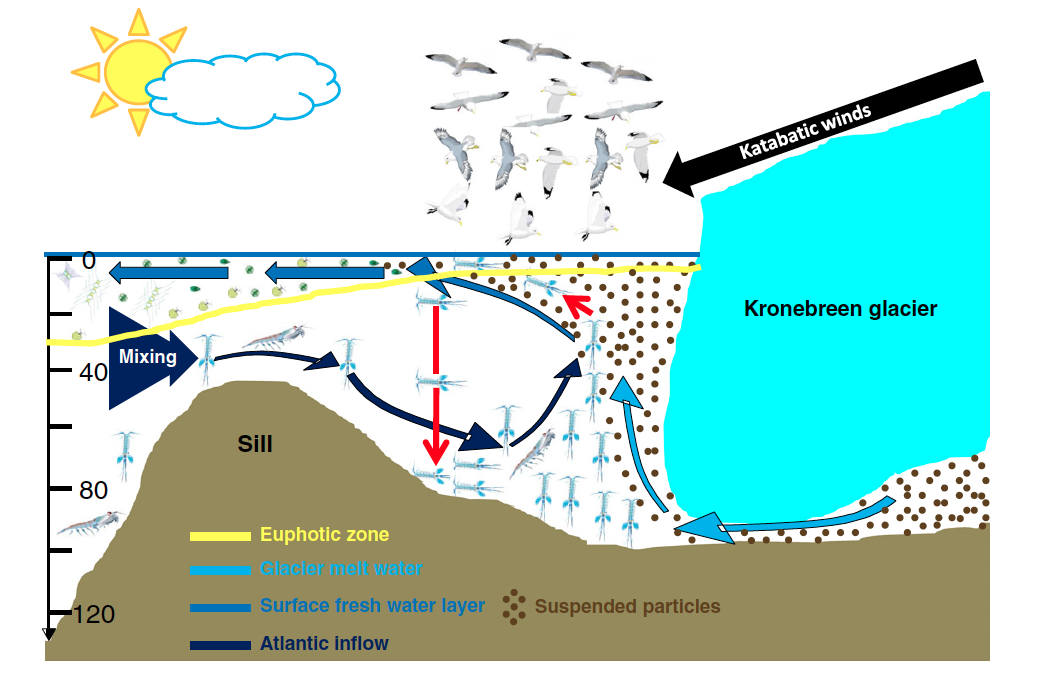 Katabatic winds
0
Kronebreen glacier
Mixing
40
Sill
80
Euphotic zone
Glacier melt water
Surface fresh water layer
Suspended particles
120
Atlantic inflow